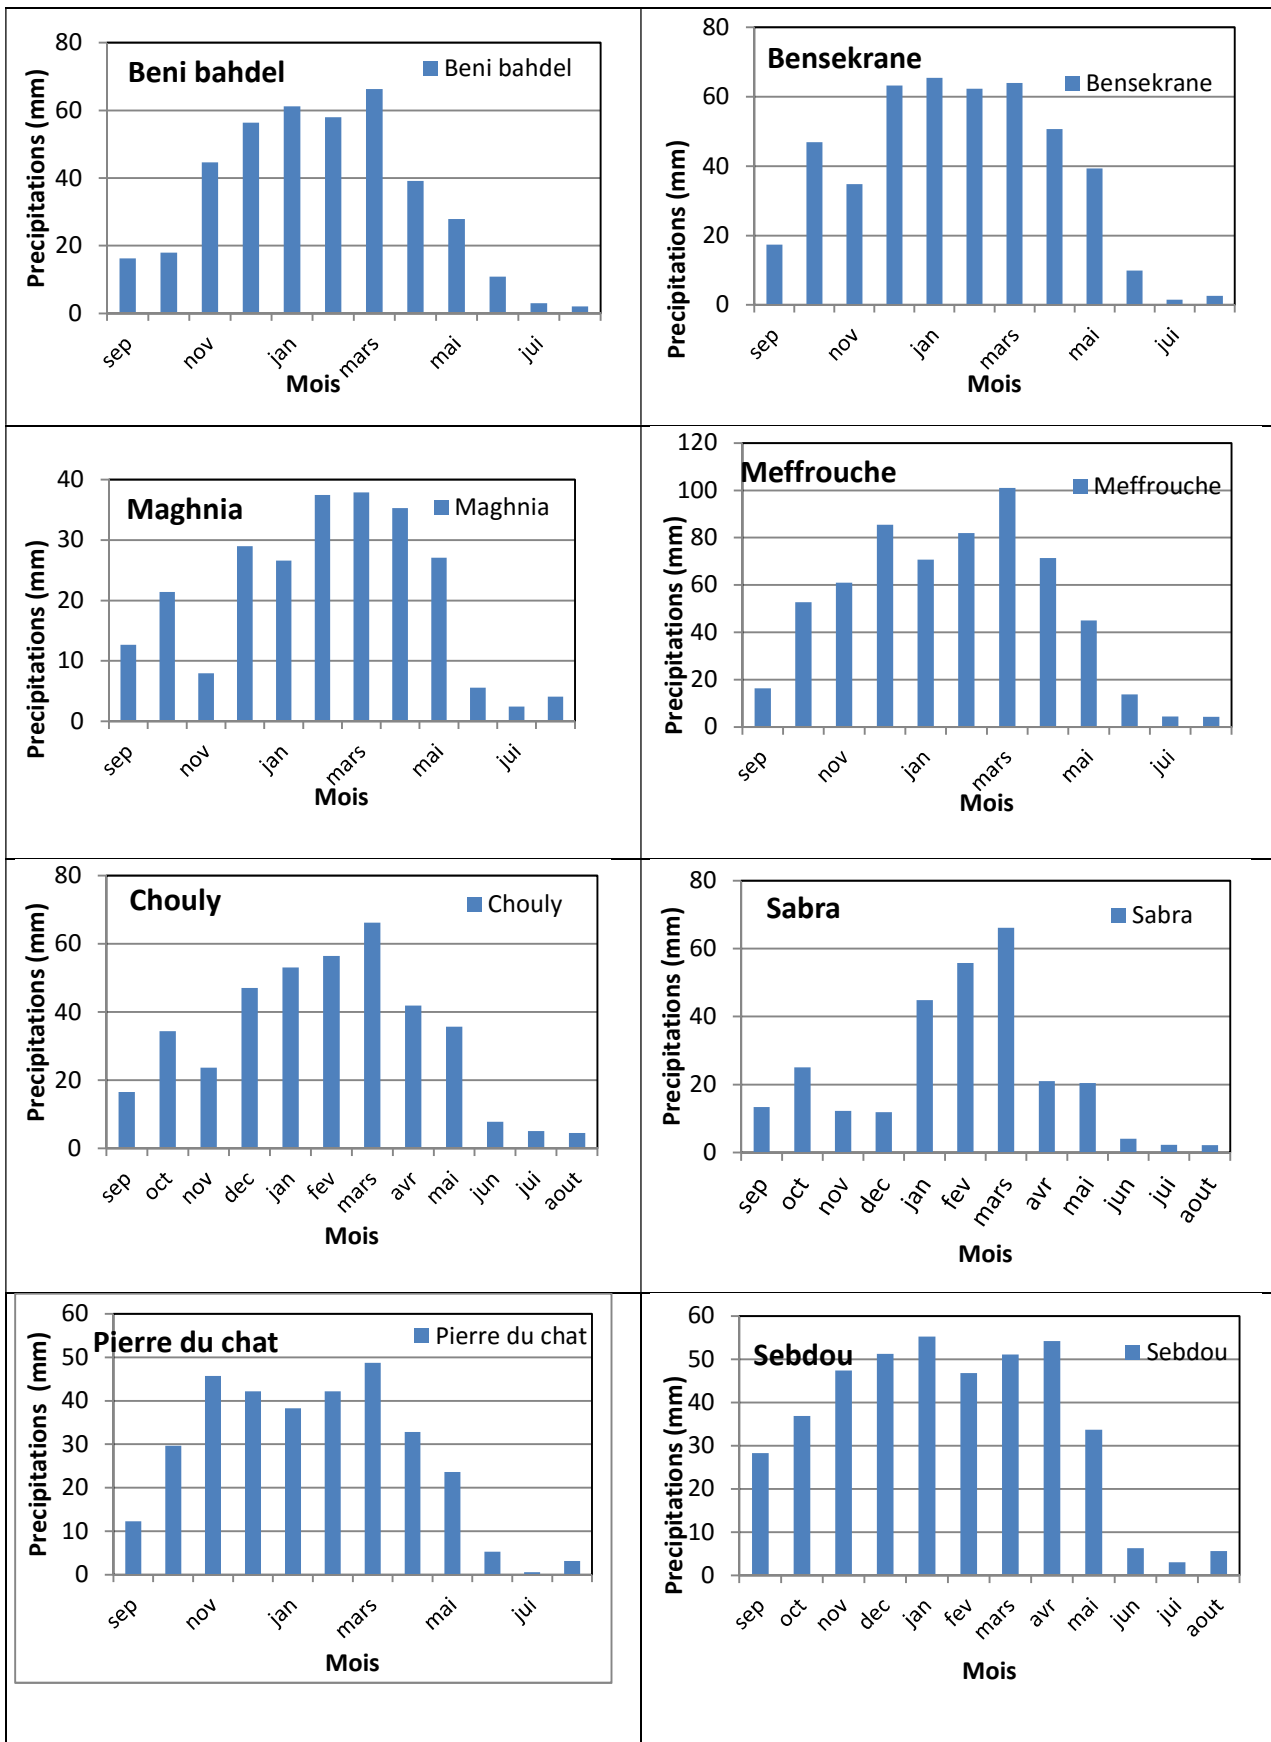 Beni bahdel
Beni bahdel
Precipitations (mm)
80
60
40
20
0
sep nov jan mars mai jui
Mois
Bensekrane
Bensekrane
Precipitations (mm)
80
60
40
20
0
sep nov jan mars mai jui
Mois
Maghnia
Maghnia
Precipitations (mm)
40
30
20
10
0
sep nov jan mars mai jui
Mois
Meffrouche
Meffrouche
Precipitations (mm)
120
100
80
60
40
20
0
sep nov jan mars mai jui
Mois
Chouly
Chouly
Precipitations (mm)
80
60
40
20
0
sep oct nov dec jan fev mars avr mai jun jui aout
Mois
Sabra
Sabra
Precipitations (mm)
80
60
40
20
0
sep oct nov dec jan fev mars avr mai jun jui aout
Mois
Pierre du chat
Pierre du chat
Precipitations (mm)
60
50
40
30
20
10
0
sep nov jan mars mai jui
Mois
Sebdou
Sebdou
Precipitations (mm)
60
50
40
30
20
10
0
sep oct nov dec jan fev mars avr mai jun jui aout
Mois